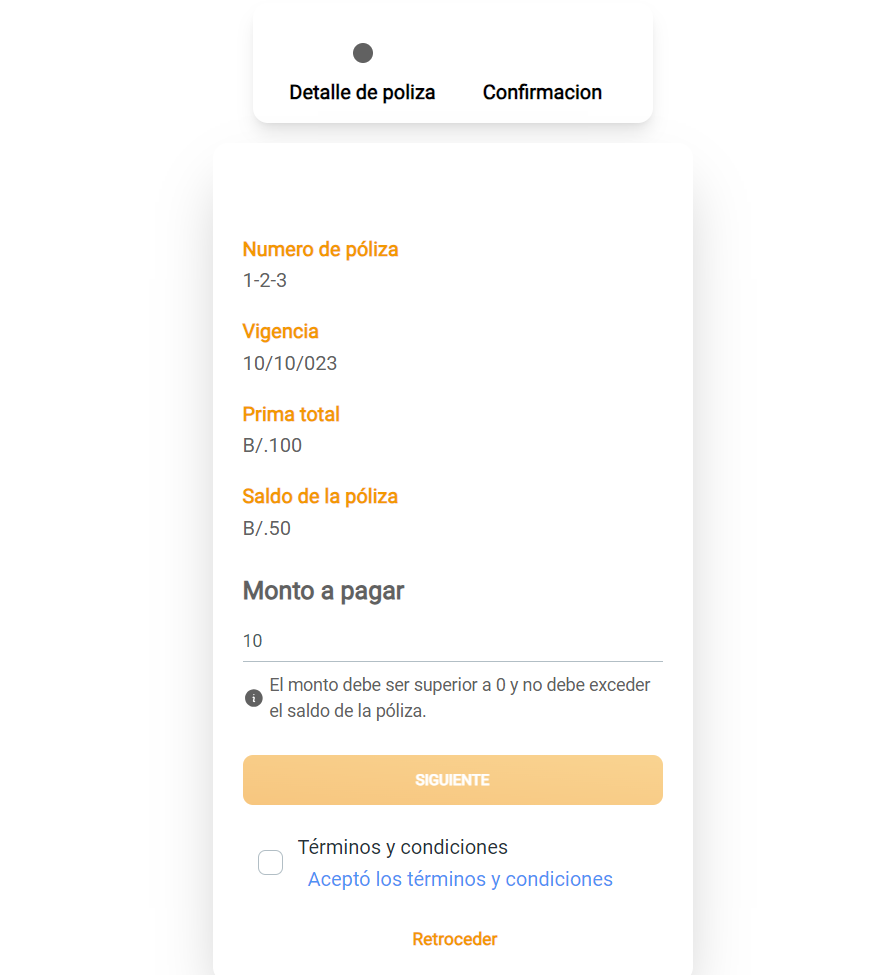 Detalle de poliza Confirmacion
Numero de póliza
1-2-3
Vigencia
10/10/023
Prima total
B/.100
Saldo de la póliza
B/.50
Monto a pagar
10
El monto debe ser superior a 0 y no debe exceder
el saldo de la póliza.
SIGUIENTE
Términos y condiciones
Aceptó los términos y condiciones
Retroceder